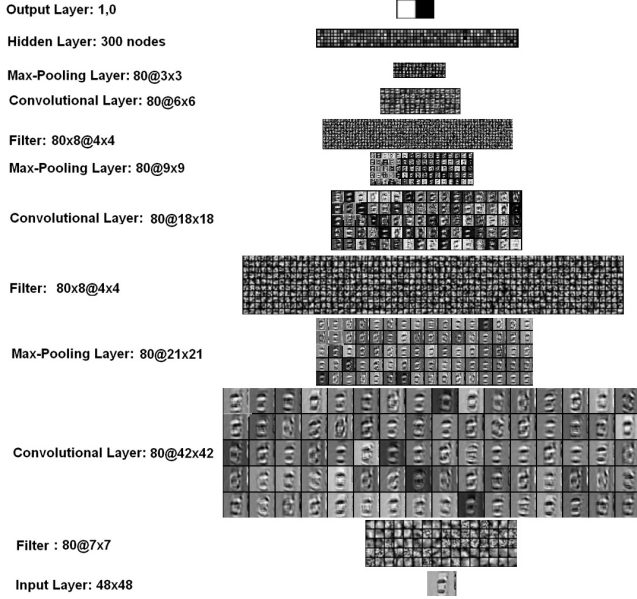 Output Layer: 1,0
Hidden Layer: 300 nodes
Max-Pooling Layer: 80@3x3
Convolutional Layer: 80@6x6
Filter: 80x8@4x4
Max-Pooling Layer: 80@9x9
Convolutional Layer: 80@18x18
Filter: 80x8@4x4
Max-Pooling Layer: 80@21x21
Convolutional Layer: 80@42x42
Filter : 80@7x7
Input Layer: 48x48